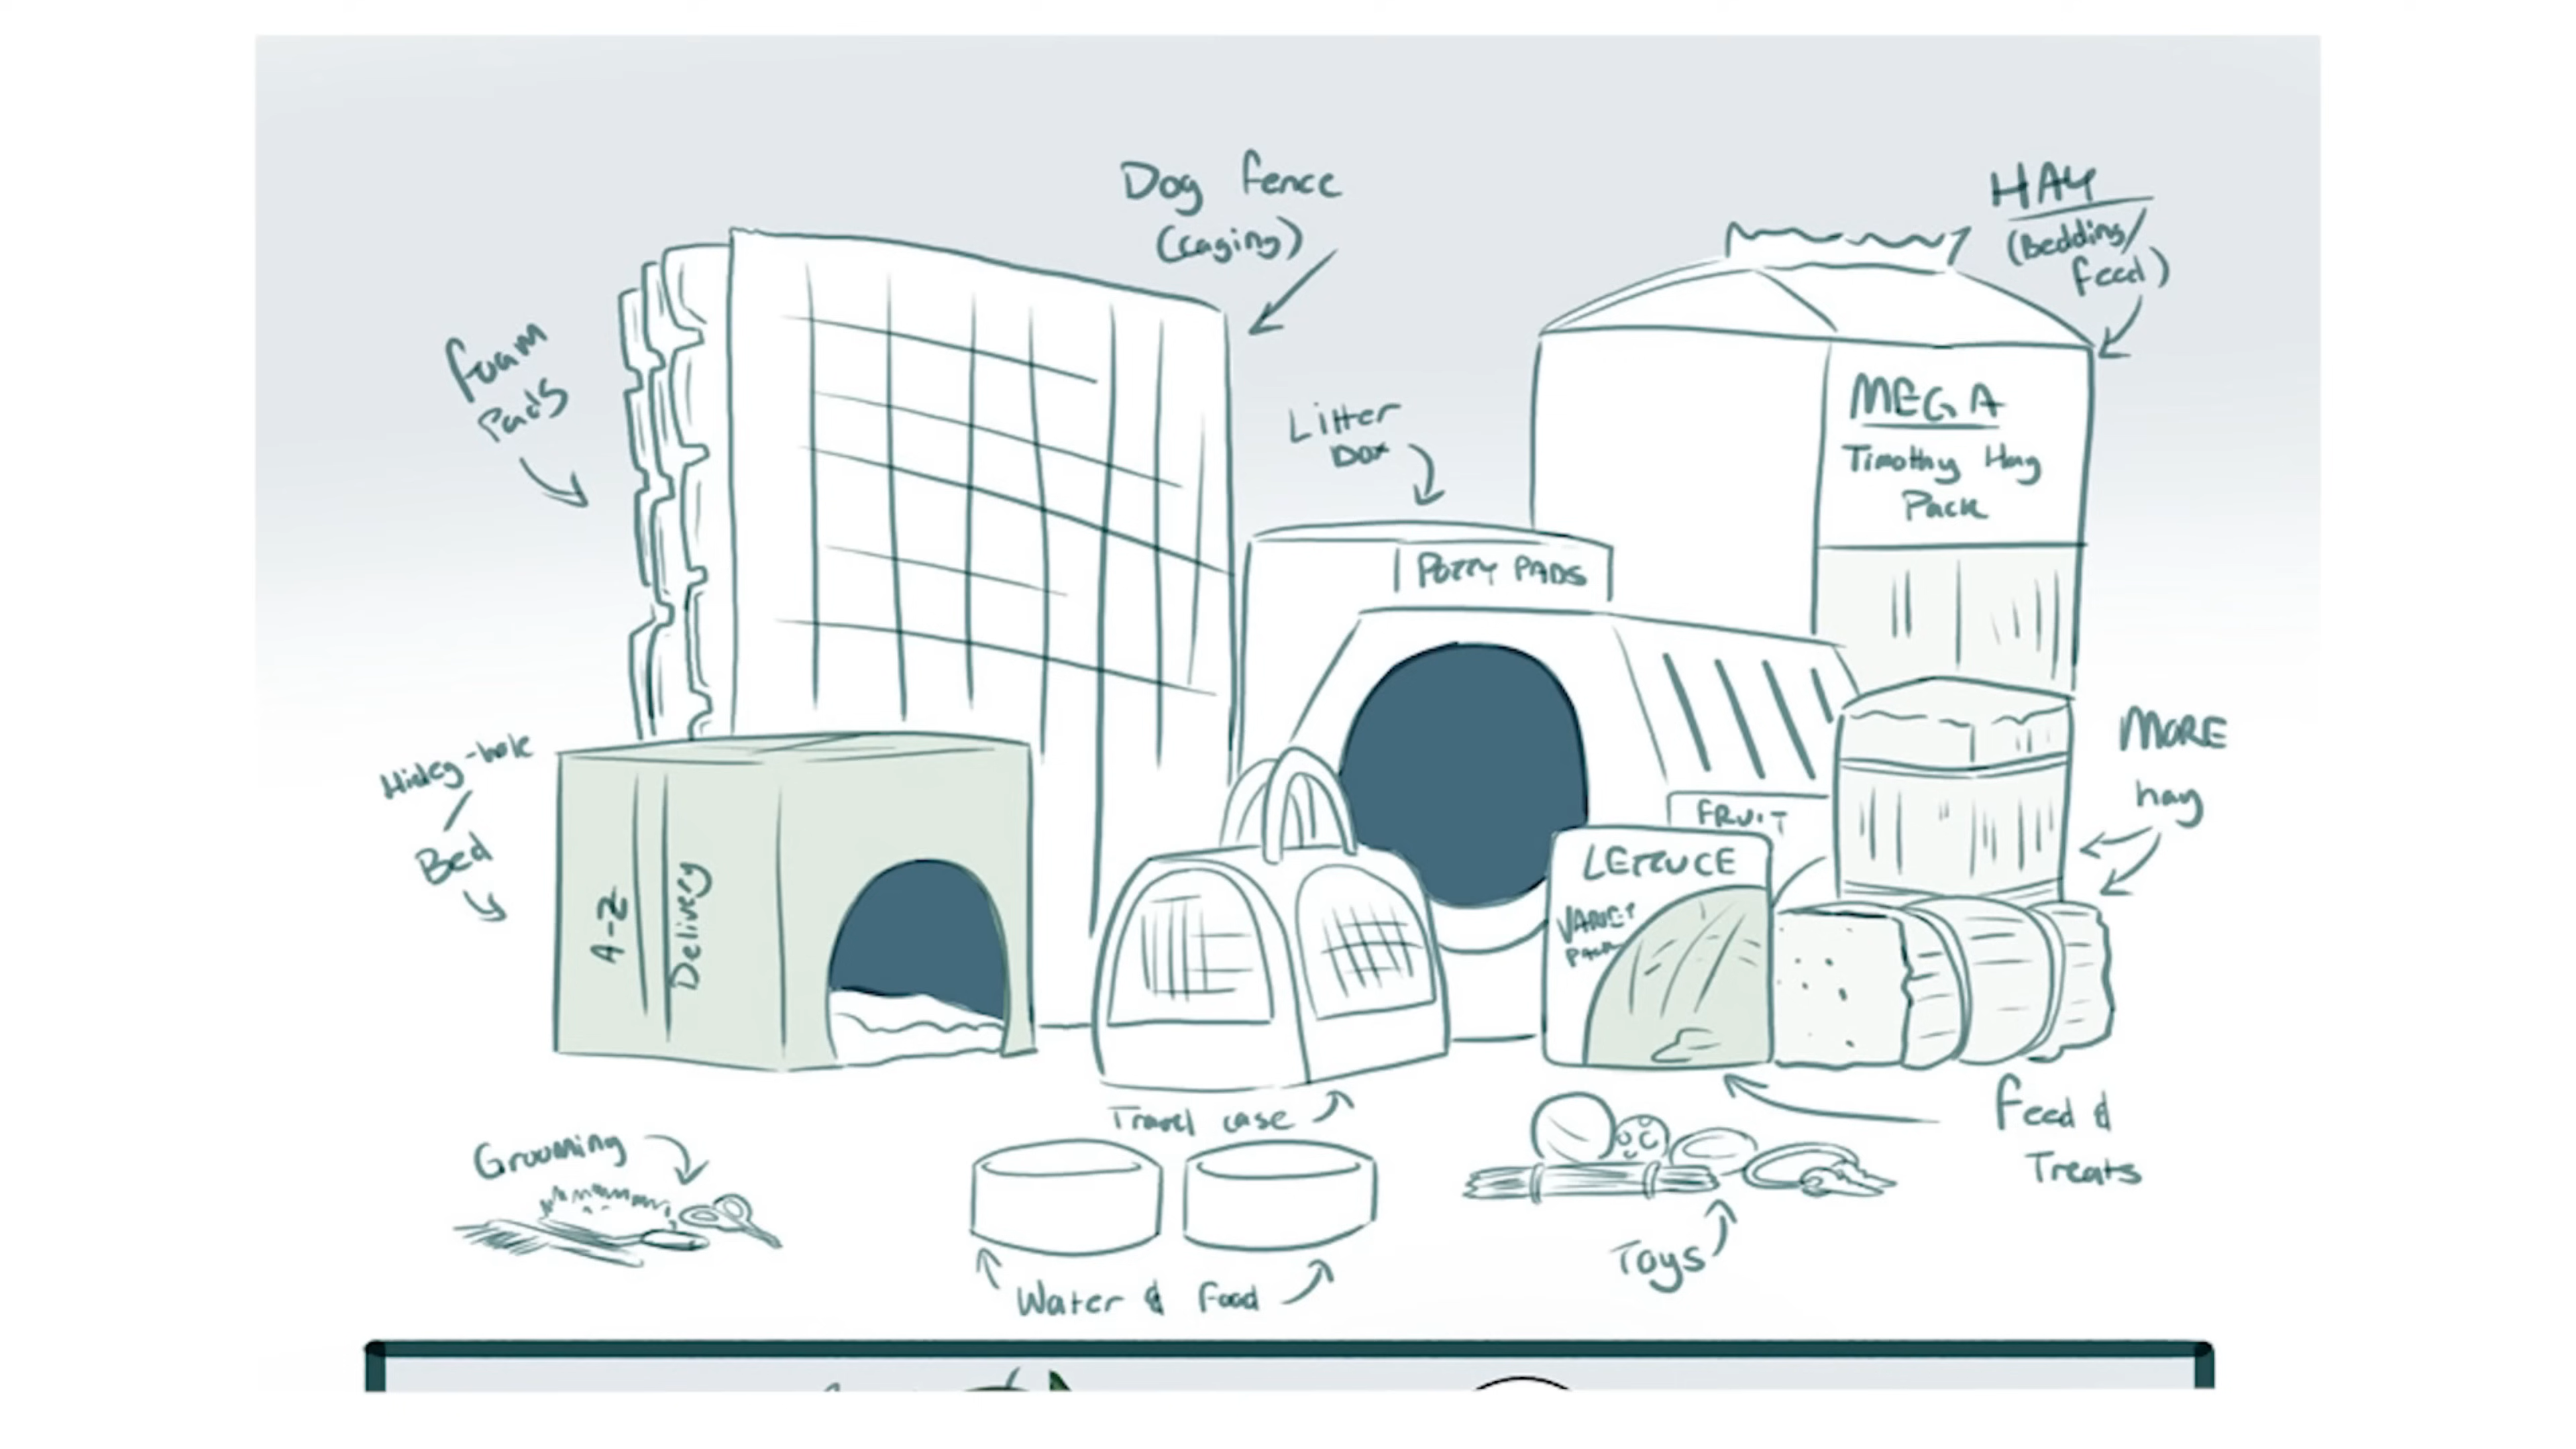 Dog fence
(caging)
HAY
(Bedding/
feed)
foam
Pads
Litter
Box
MEGA
Timothy Hay
Pack
POTTY PADS
Hidey-hole
/
Bed
MORE
hay
FRUIT
LETTUCE
VARIETY
PACK
A-Z
Delivery
Travel case
feed &
Treats
Grooming
Toys
Water & food